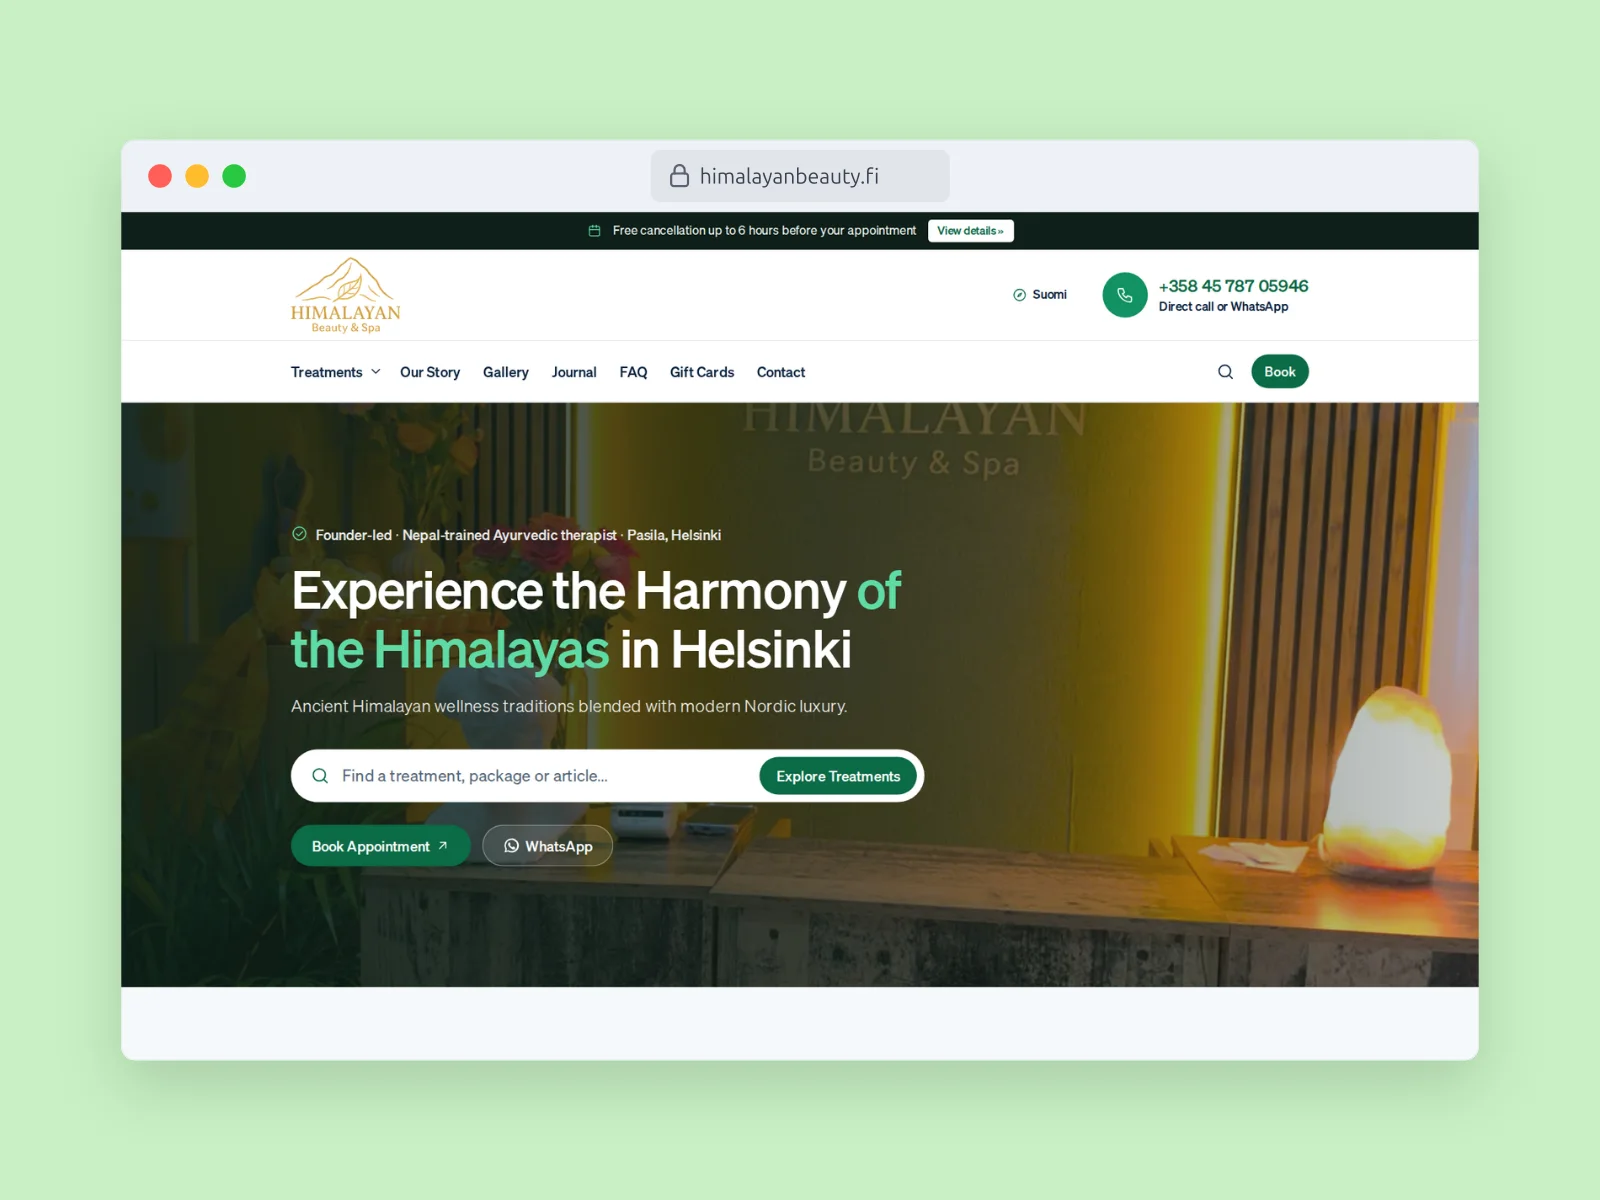 himalayanbeauty.fi
Free cancellation up to 6 hours before your appointment
View details »
HIMALAYAN
Beauty & Spa
Suomi
+358 45 787 05946
Direct call or WhatsApp
Treatments
Our Story
Gallery
Journal
FAQ
Gift Cards
Contact
Book
HIMALAYAN
Beauty & Spa
Founder-led · Nepal-trained Ayurvedic therapist · Pasila, Helsinki
Experience the Harmony of
the Himalayas in Helsinki
Ancient Himalayan wellness traditions blended with modern Nordic luxury.
Find a treatment, package or article...
Explore Treatments
Book Appointment
WhatsApp